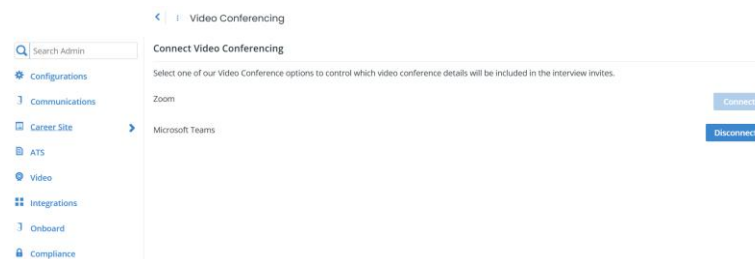 Video Conferencing
Search Admin
Configurations
Communications
Career Site
ATS
Video
Integrations
Onboard
Compliance
Connect Video Conferencing
Select one of our Video Conference options to control which video conference details will be included in the interview invites.
Zoom
Connect
Microsoft Teams
Disconnect